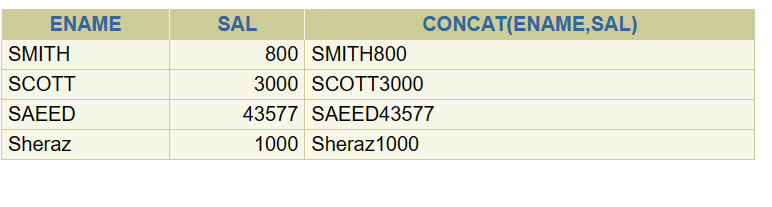 ENAME SAL CONCAT(ENAME,SAL)
SMITH 800 SMITH800
SCOTT 3000 SCOTT3000
SAEED 43577 SAEED43577
Sheraz 1000 Sheraz1000